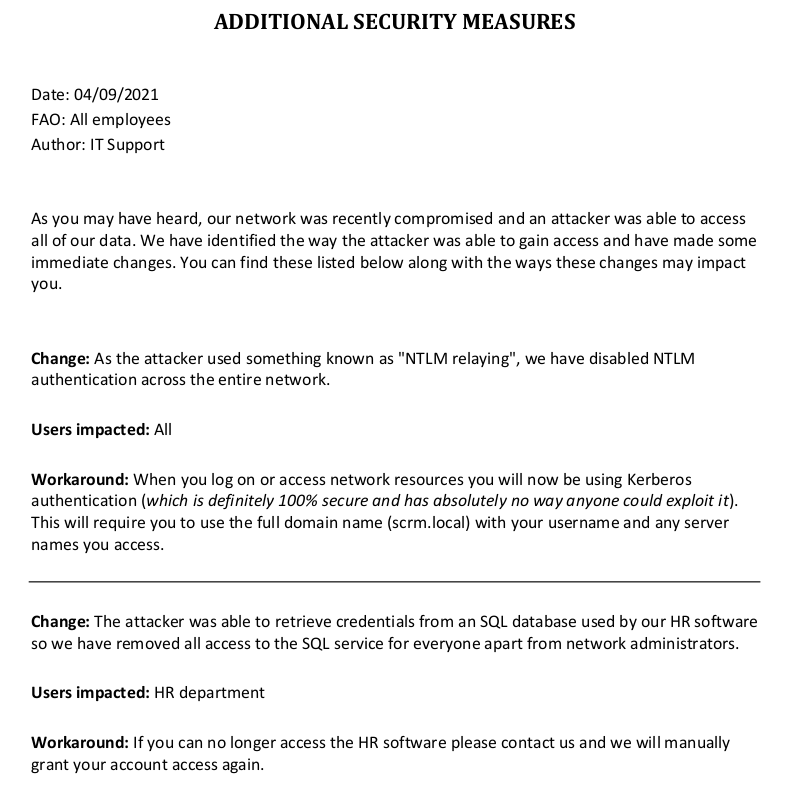 ADDITIONAL SECURITY MEASURES
Date: 04/09/2021
FAO: All employees
Author: IT Support
As you may have heard, our network was recently compromised and an attacker was able to access
all of our data. We have identified the way the attacker was able to gain access and have made some
immediate changes. You can find these listed below along with the ways these changes may impact
you.
Change: As the attacker used something known as "NTLM relaying", we have disabled NTLM
authentication across the entire network.
Users impacted: All
Workaround: When you log on or access network resources you will now be using Kerberos
authentication (which is definitely 100% secure and has absolutely no way anyone could exploit it).
This will require you to use the full domain name (scrm.local) with your username and any server
names you access.
Change: The attacker was able to retrieve credentials from an SQL database used by our HR software
so we have removed all access to the SQL service for everyone apart from network administrators.
Users impacted: HR department
Workaround: If you can no longer access the HR software please contact us and we will manually
grant your account access again.